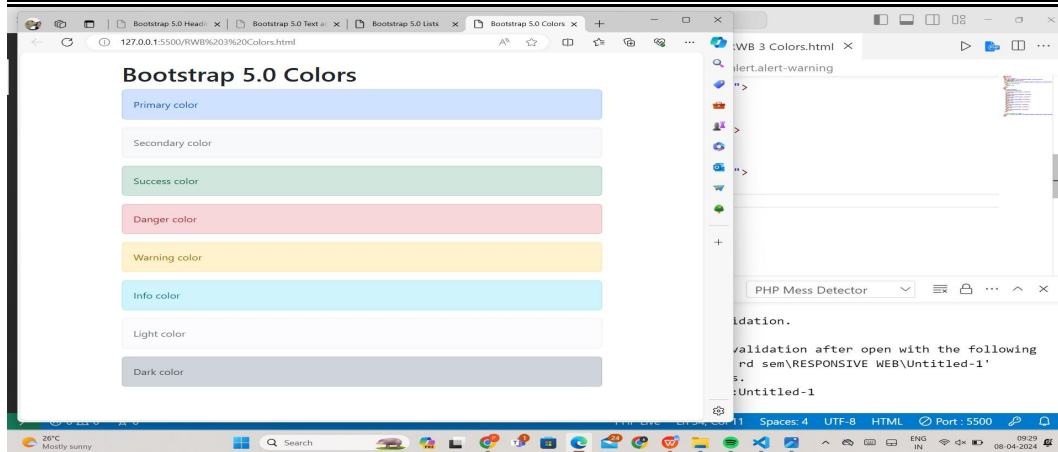 Bootstrap 5.0 Headin
Bootstrap 5.0 Text an
Bootstrap 5.0 Lists
Bootstrap 5.0 Colors
127.0.0.1:5500/RWB%203%20Colors.html
WB 3 Colors.html
lert.alert-warning
Bootstrap 5.0 Colors
Primary color
">
Secondary color
>
Success color
">
Danger color
Warning color
Info color
PHP Mess Detector
Light color
idation.
validation after open with the following
rd sem\RESPONSIVE WEB\Untitled-1'
Dark color
s.
:Untitled-1
Spaces: 4 UTF-8 HTML Port : 5500
26°C
Mostly sunny
Search
ENG
IN
09:29
08-04-2024